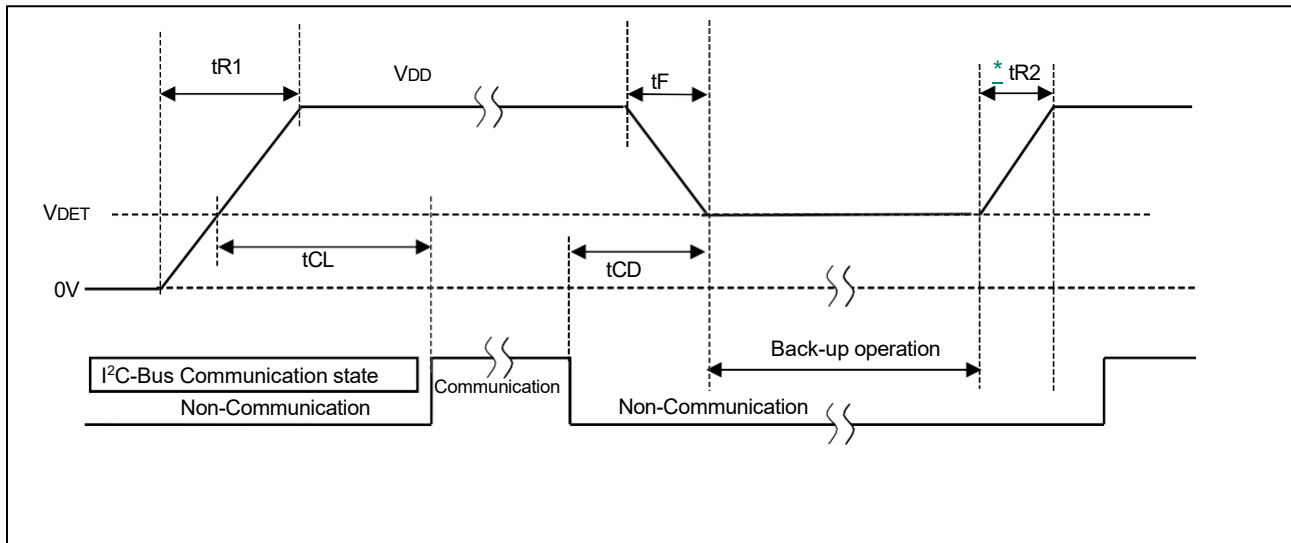 tR1
VDD
tF
* tR2
VDET
tCL
tCD
0V
Back-up operation
I²C-Bus Communication state
Communication
Non-Communication
Non-Communication